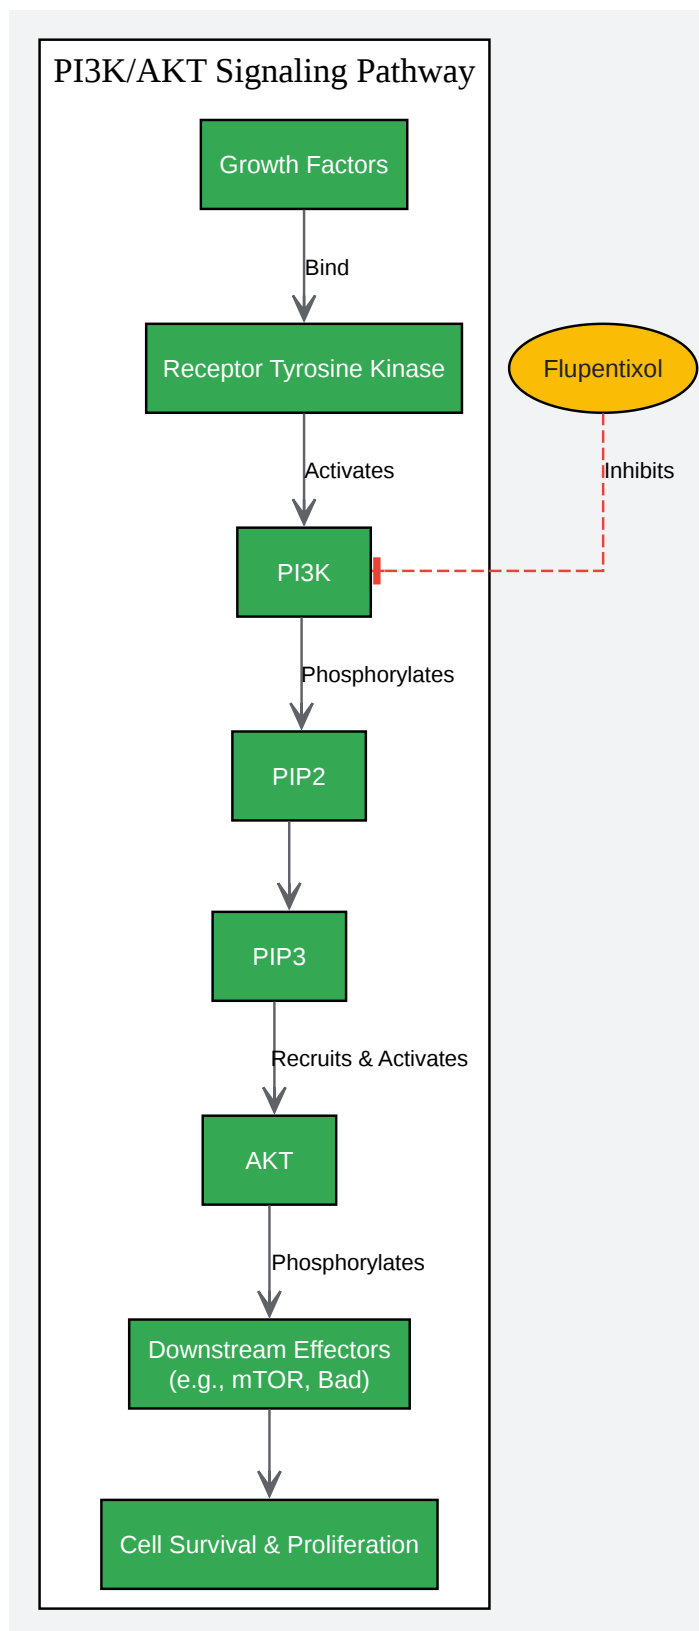 PI3K/AKT Signaling Pathway
Growth Factors
Bind
Receptor Tyrosine Kinase
Flupentixol
Activates
Inhibits
PI3K
Phosphorylates
PIP2
PIP3
Recruits & Activates
AKT
Phosphorylates
Downstream Effectors
(e.g., mTOR, Bad)
Cell Survival & Proliferation